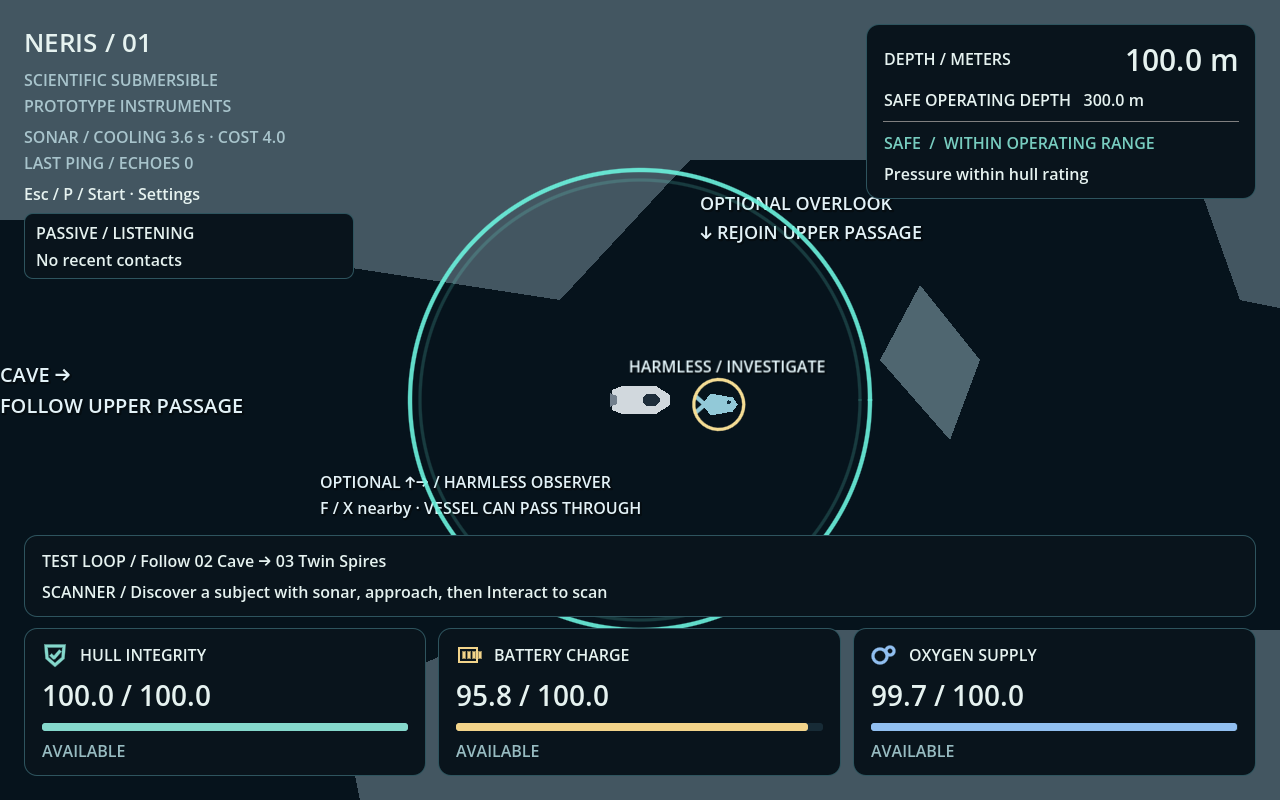 NERIS / 01
SCIENTIFIC SUBMERSIBLE
PROTOTYPE INSTRUMENTS
SONAR / COOLING 3.6 s · COST 4.0
LAST PING / ECHOES 0
Esc / P / Start · Settings
PASSIVE / LISTENING
No recent contacts
DEPTH / METERS 100.0 m
SAFE OPERATING DEPTH 300.0 m
SAFE / WITHIN OPERATING RANGE
Pressure within hull rating
OPTIONAL OVERLOOK
↓ REJOIN UPPER PASSAGE
HARMLESS / INVESTIGATE
CAVE →
FOLLOW UPPER PASSAGE
OPTIONAL ↑→ / HARMLESS OBSERVER
F / X nearby · VESSEL CAN PASS THROUGH
TEST LOOP / Follow 02 Cave → 03 Twin Spires
SCANNER / Discover a subject with sonar, approach, then Interact to scan
HULL INTEGRITY
100.0 / 100.0
AVAILABLE
BATTERY CHARGE
95.8 / 100.0
AVAILABLE
OXYGEN SUPPLY
99.7 / 100.0
AVAILABLE